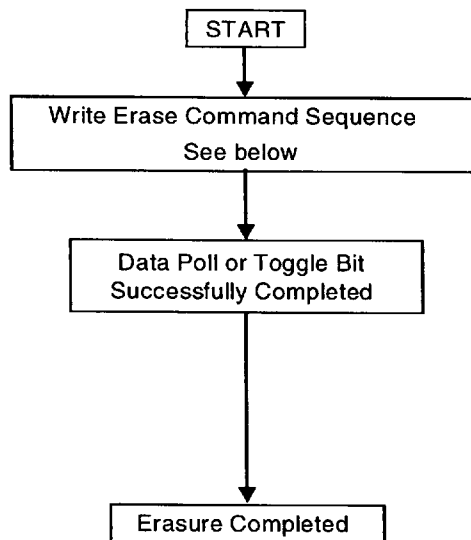 START
Write Erase Command Sequence
See below
Data Poll or Toggle Bit
Successfully Completed
Erasure Completed